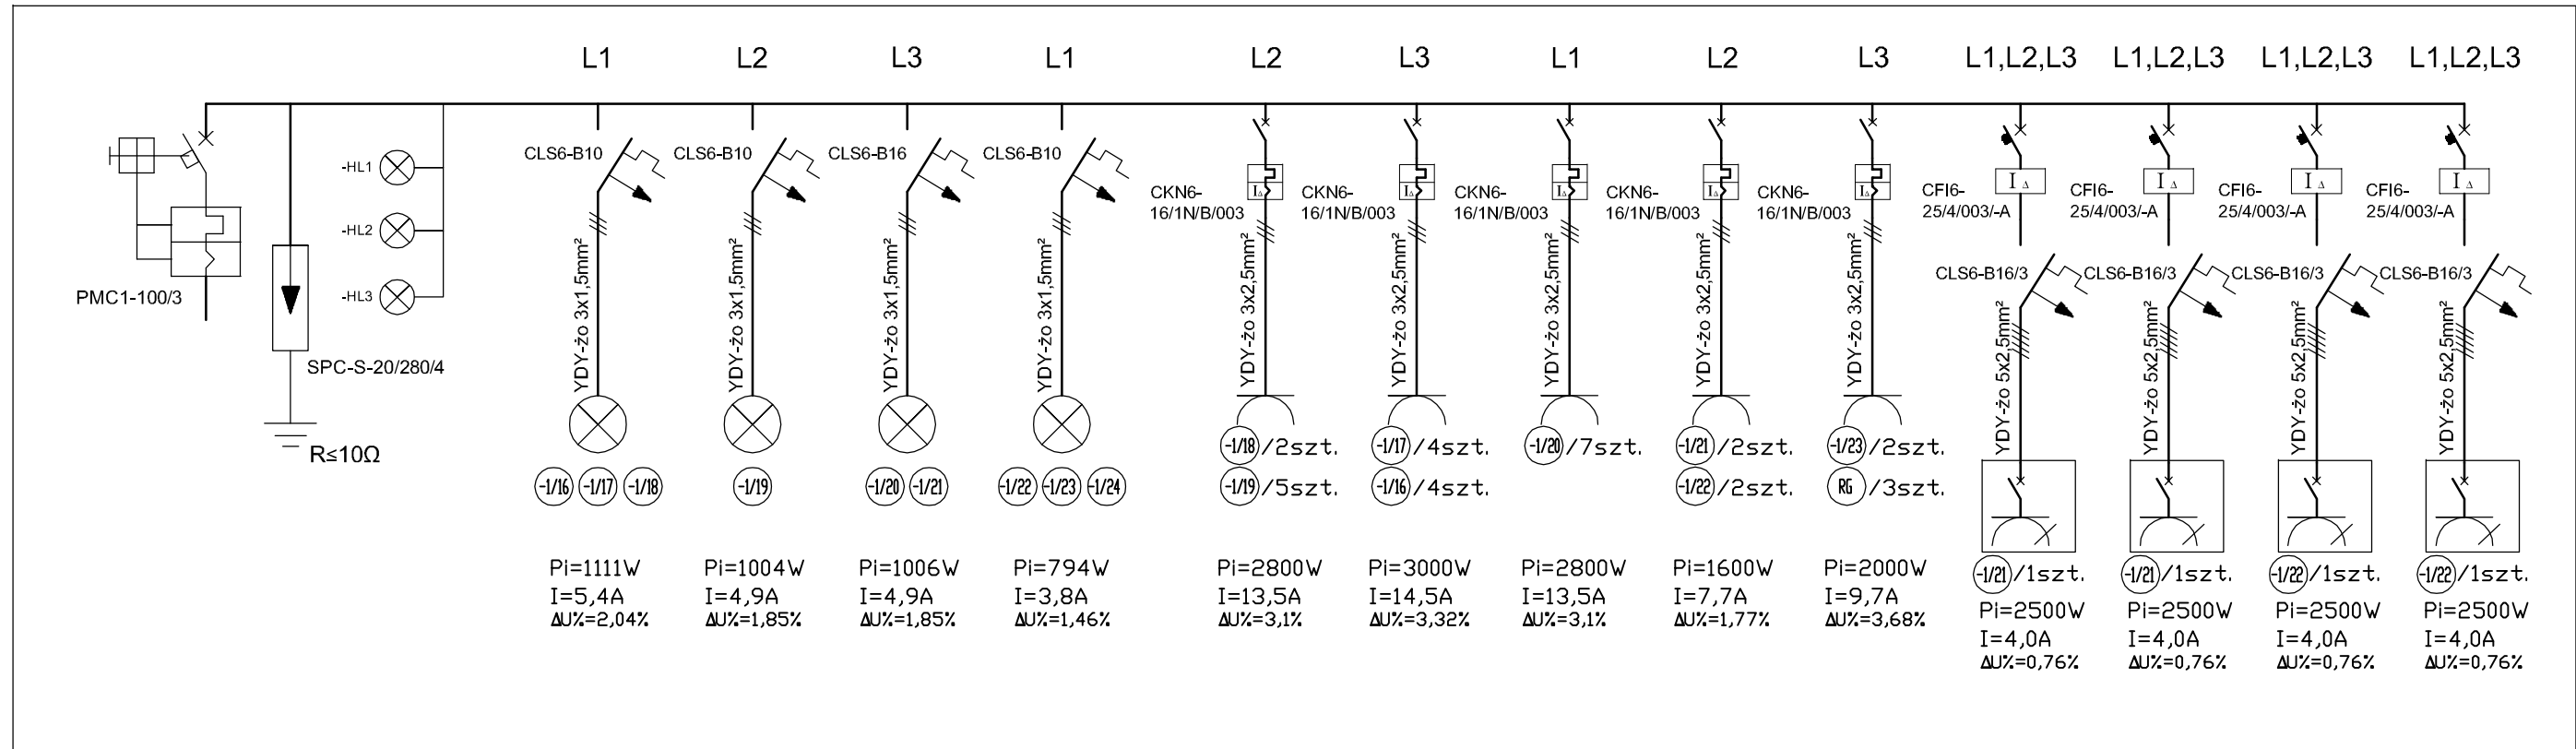 L1 L2 L3 L1 L2 L3 L1 L2 L3 L1,L2,L3 L1,L2,L3 L1,L2,L3 L1,L2,L3
-HL1
-HL2
-HL3
PMC1-100/3
SPC-S-20/280/4
R≤10Ω
CLS6-B10 CLS6-B10 CLS6-B16 CLS6-B10
CKN6- CKN6- CKN6- CKN6- CKN6- CFI6- CFI6- CFI6- CFI6-
16/1N/B/003 16/1N/B/003 16/1N/B/003 16/1N/B/003 16/1N/B/003 25/4/003/-A 25/4/003/-A 25/4/003/-A 25/4/003/-A
I∆ I∆ I∆ I∆ I∆ I∆ I∆ I∆ I∆
CLS6-B16/3 CLS6-B16/3 CLS6-B16/3 CLS6-B16/3
YDY-żo 3x1,5mm² YDY-żo 3x1,5mm² YDY-żo 3x1,5mm² YDY-żo 3x1,5mm² YDY-żo 3x2,5mm² YDY-żo 3x2,5mm² YDY-żo 3x2,5mm² YDY-żo 3x2,5mm² YDY-żo 3x2,5mm² YDY-żo 5x2,5mm² YDY-żo 5x2,5mm² YDY-żo 5x2,5mm² YDY-żo 5x2,5mm²
-1/18 /2szt. -1/17 /4szt. -1/20 /7szt. -1/21 /2szt. -1/23 /2szt.
-1/16 -1/17 -1/18 -1/19 -1/20 -1/21 -1/22 -1/23 -1/24 -1/19 /5szt. -1/16 /4szt. -1/22 /2szt. RG /3szt.
Pi=1111W Pi=1004W Pi=1006W Pi=794W Pi=2800W Pi=3000W Pi=2800W Pi=1600W Pi=2000W
I=5,4A I=4,9A I=4,9A I=3,8A I=13,5A I=14,5A I=13,5A I=7,7A I=9,7A
∆U%=2,04% ∆U%=1,85% ∆U%=1,85% ∆U%=1,46% ∆U%=3,1% ∆U%=3,32% ∆U%=3,1% ∆U%=1,77% ∆U%=3,68%
-1/21 /1szt. -1/21 /1szt. -1/22 /1szt. -1/22 /1szt.
Pi=2500W Pi=2500W Pi=2500W Pi=2500W
I=4,0A I=4,0A I=4,0A I=4,0A
∆U%=0,76% ∆U%=0,76% ∆U%=0,76% ∆U%=0,76%